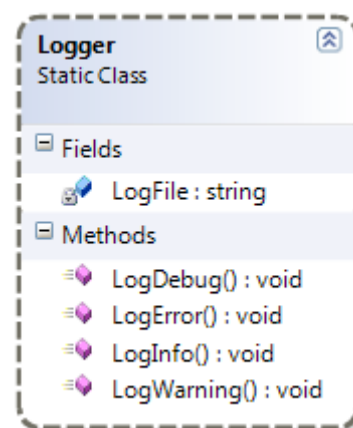 Logger
Static Class
Fields
LogFile : string
Methods
LogDebug() : void
LogError() : void
LogInfo() : void
LogWarning() : void